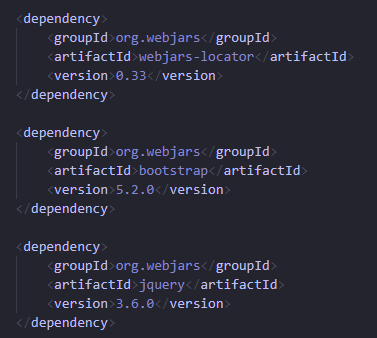 <dependency>
<groupId>org.webjars</groupId>
<artifactId>webjars-locator</artifactId>
<version>0.33</version>
</dependency>
<dependency>
<groupId>org.webjars</groupId>
<artifactId>bootstrap</artifactId>
<version>5.2.0</version>
</dependency>
<dependency>
<groupId>org.webjars</groupId>
<artifactId>jquery</artifactId>
<version>3.6.0</version>
</dependency>